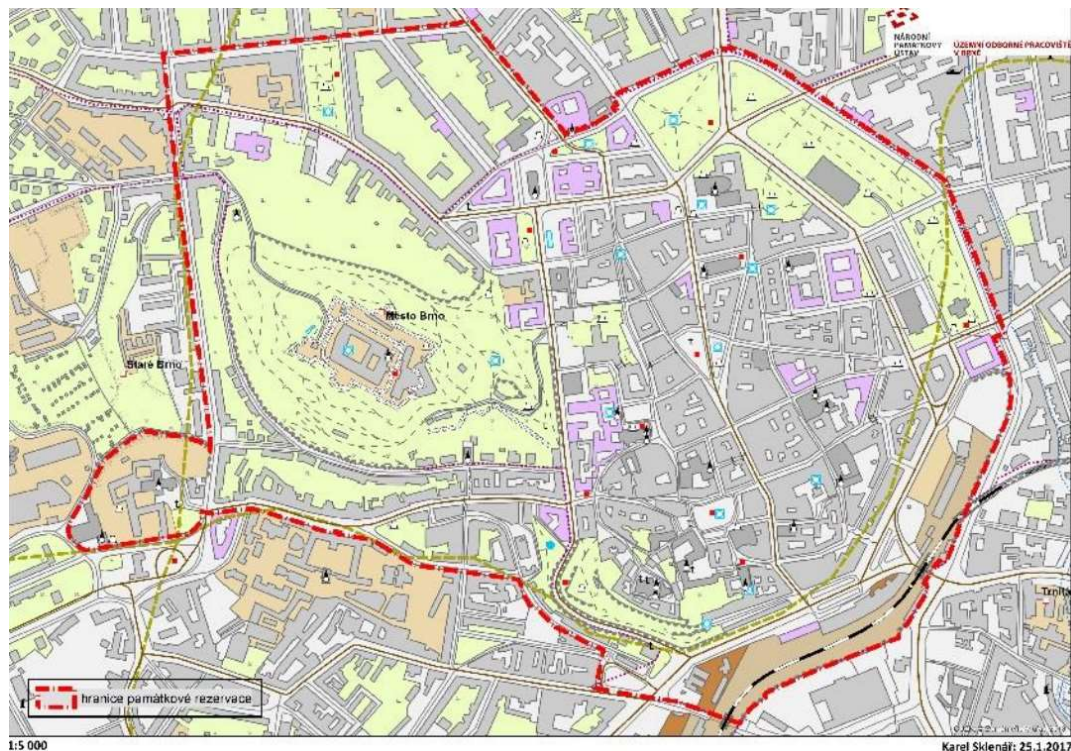 NÁRODNÍ
PAMÁTKOVÝ
ÚSTAV
ÚZEMNÍ ODBORNÉ PRACOVIŠTĚ
V BRNĚ
Město Brno
Staré Brno
hranice památkové rezervace
1:5 000
Karel Sklenář: 25.1.2017